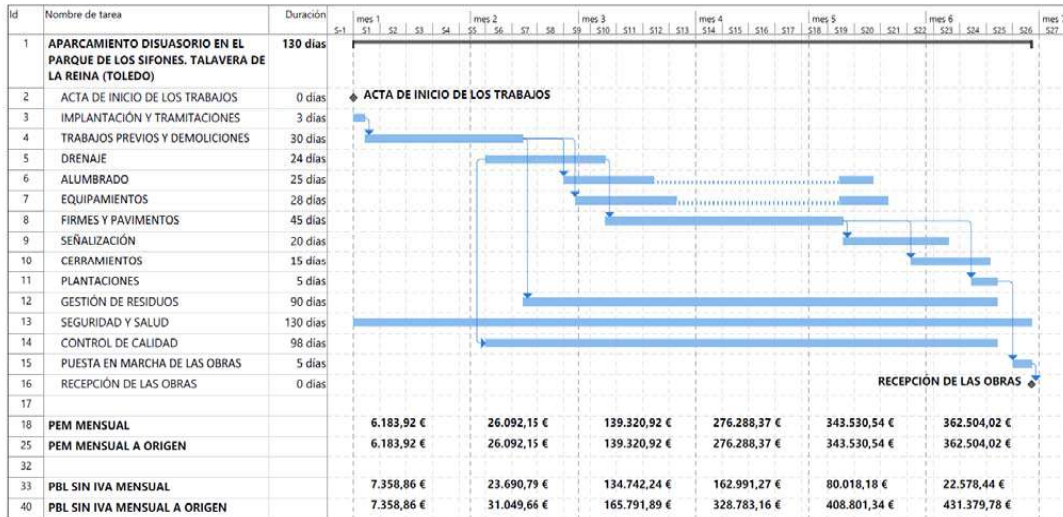 Id Nombre de tarea Duración mes 1 mes 2 mes 3 mes 4 mes 5 mes 6 mes
S-1 S1 S2 S3 S4 S5 S6 S7 S8 S9 S10 S11 S12 S13 S14 S15 S16 S17 S18 S19 S20 S21 S22 S23 S24 S25 S26 S27
1 APARCAMIENTO DISUASORIO EN EL 130 días
PARQUE DE LOS SIFONES. TALAVERA DE
LA REINA (TOLEDO)
2 ACTA DE INICIO DE LOS TRABAJOS 0 días ACTA DE INICIO DE LOS TRABAJOS
3 IMPLANTACIÓN Y TRAMITACIONES 3 días
4 TRABAJOS PREVIOS Y DEMOLICIONES 30 días
5 DRENAJE 24 días
6 ALUMBRADO 25 días
7 EQUIPAMIENTOS 28 días
8 FIRMES Y PAVIMENTOS 45 días
9 SEÑALIZACIÓN 20 días
10 CERRAMIENTOS 15 días
11 PLANTACIONES 5 días
12 GESTIÓN DE RESIDUOS 90 días
13 SEGURIDAD Y SALUD 130 días
14 CONTROL DE CALIDAD 98 días
15 PUESTA EN MARCHA DE LAS OBRAS 5 días
16 RECEPCIÓN DE LAS OBRAS 0 días RECEPCIÓN DE LAS OBRAS
17
18 PEM MENSUAL 6.183,92 € 26.092,15 € 139.320,92 € 276.288,37 € 343.530,54 € 362.504,02 €
25 PEM MENSUAL A ORIGEN 6.183,92 € 26.092,15 € 139.320,92 € 276.288,37 € 343.530,54 € 362.504,02 €
32
33 PBL SIN IVA MENSUAL 7.358,86 € 23.690,79 € 134.742,24 € 162.991,27 € 80.018,18 € 22.578,44 €
40 PBL SIN IVA MENSUAL A ORIGEN 7.358,86 € 31.049,66 € 165.791,89 € 328.783,16 € 408.801,34 € 431.379,78 €